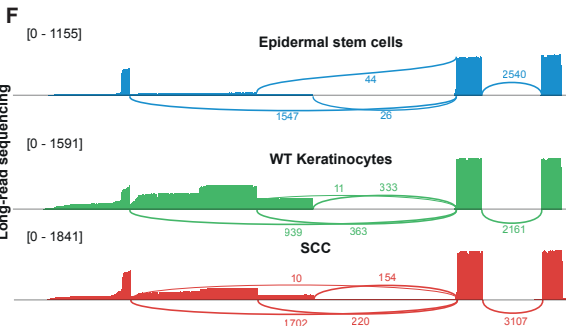 F
[0 - 1155]
Epidermal stem cells
44
2540
1547
26
Long-read sequencing
[0 - 1591]
WT Keratinocytes
11
333
939
363
2161
SCC
[0 - 1841]
10
154
1702
220
3107